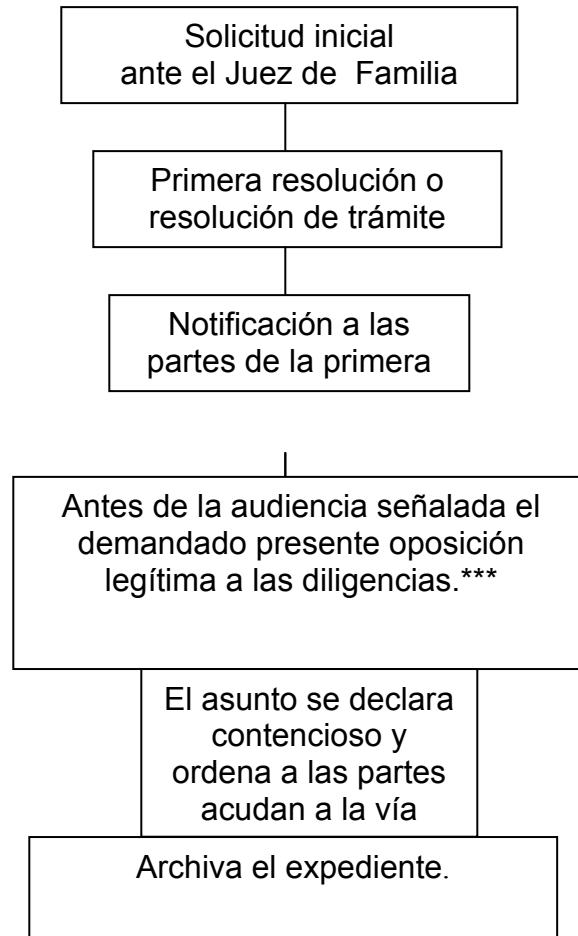 Solicitud inicial
ante el Juez de Familia
Primera resolución o
resolución de trámite
Notificación a las
partes de la primera
Antes de la audiencia señalada el
demandado presente oposición
legítima a las diligencias.***
El asunto se declara
contencioso y
ordena a las partes
acudan a la vía
Archiva el expediente.